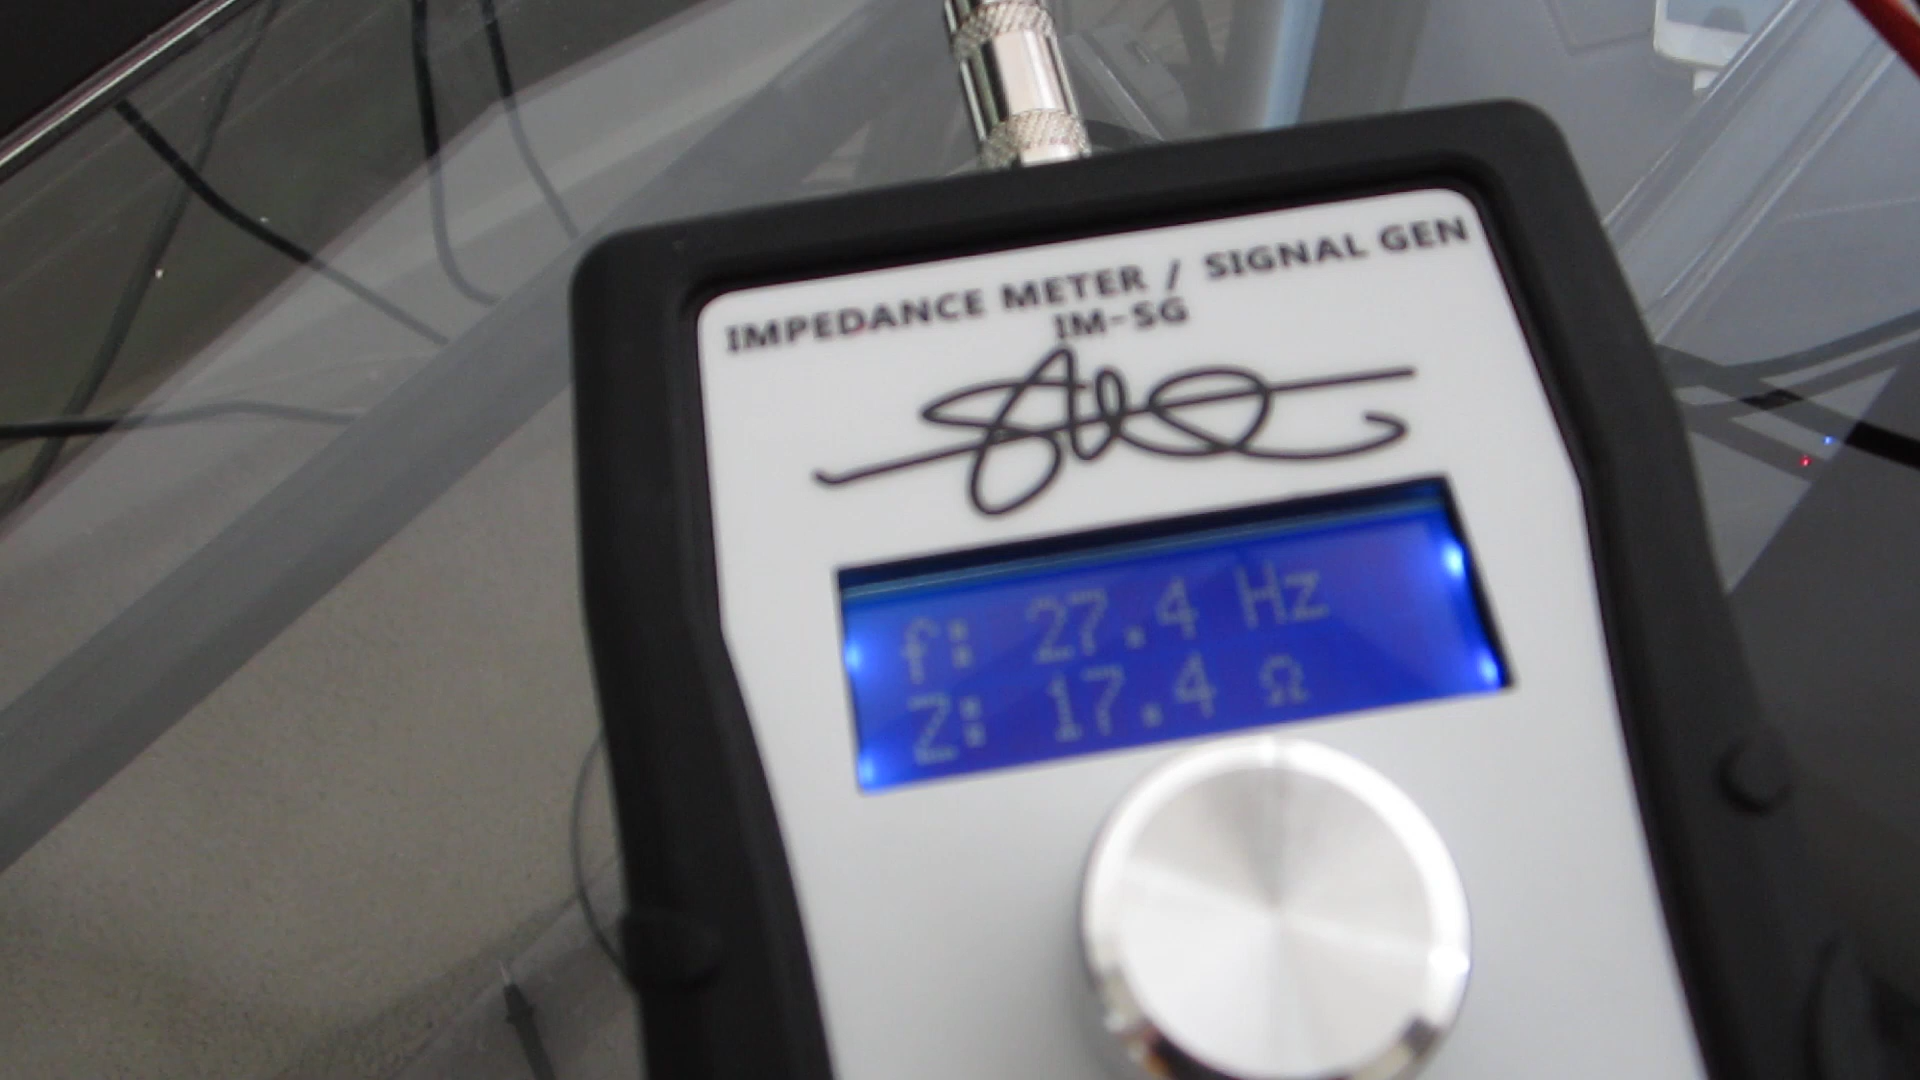 IMPEDANCE METER / SIGNAL GEN
IM-SG
f: 27.4 Hz
Z: 17.4 Ω